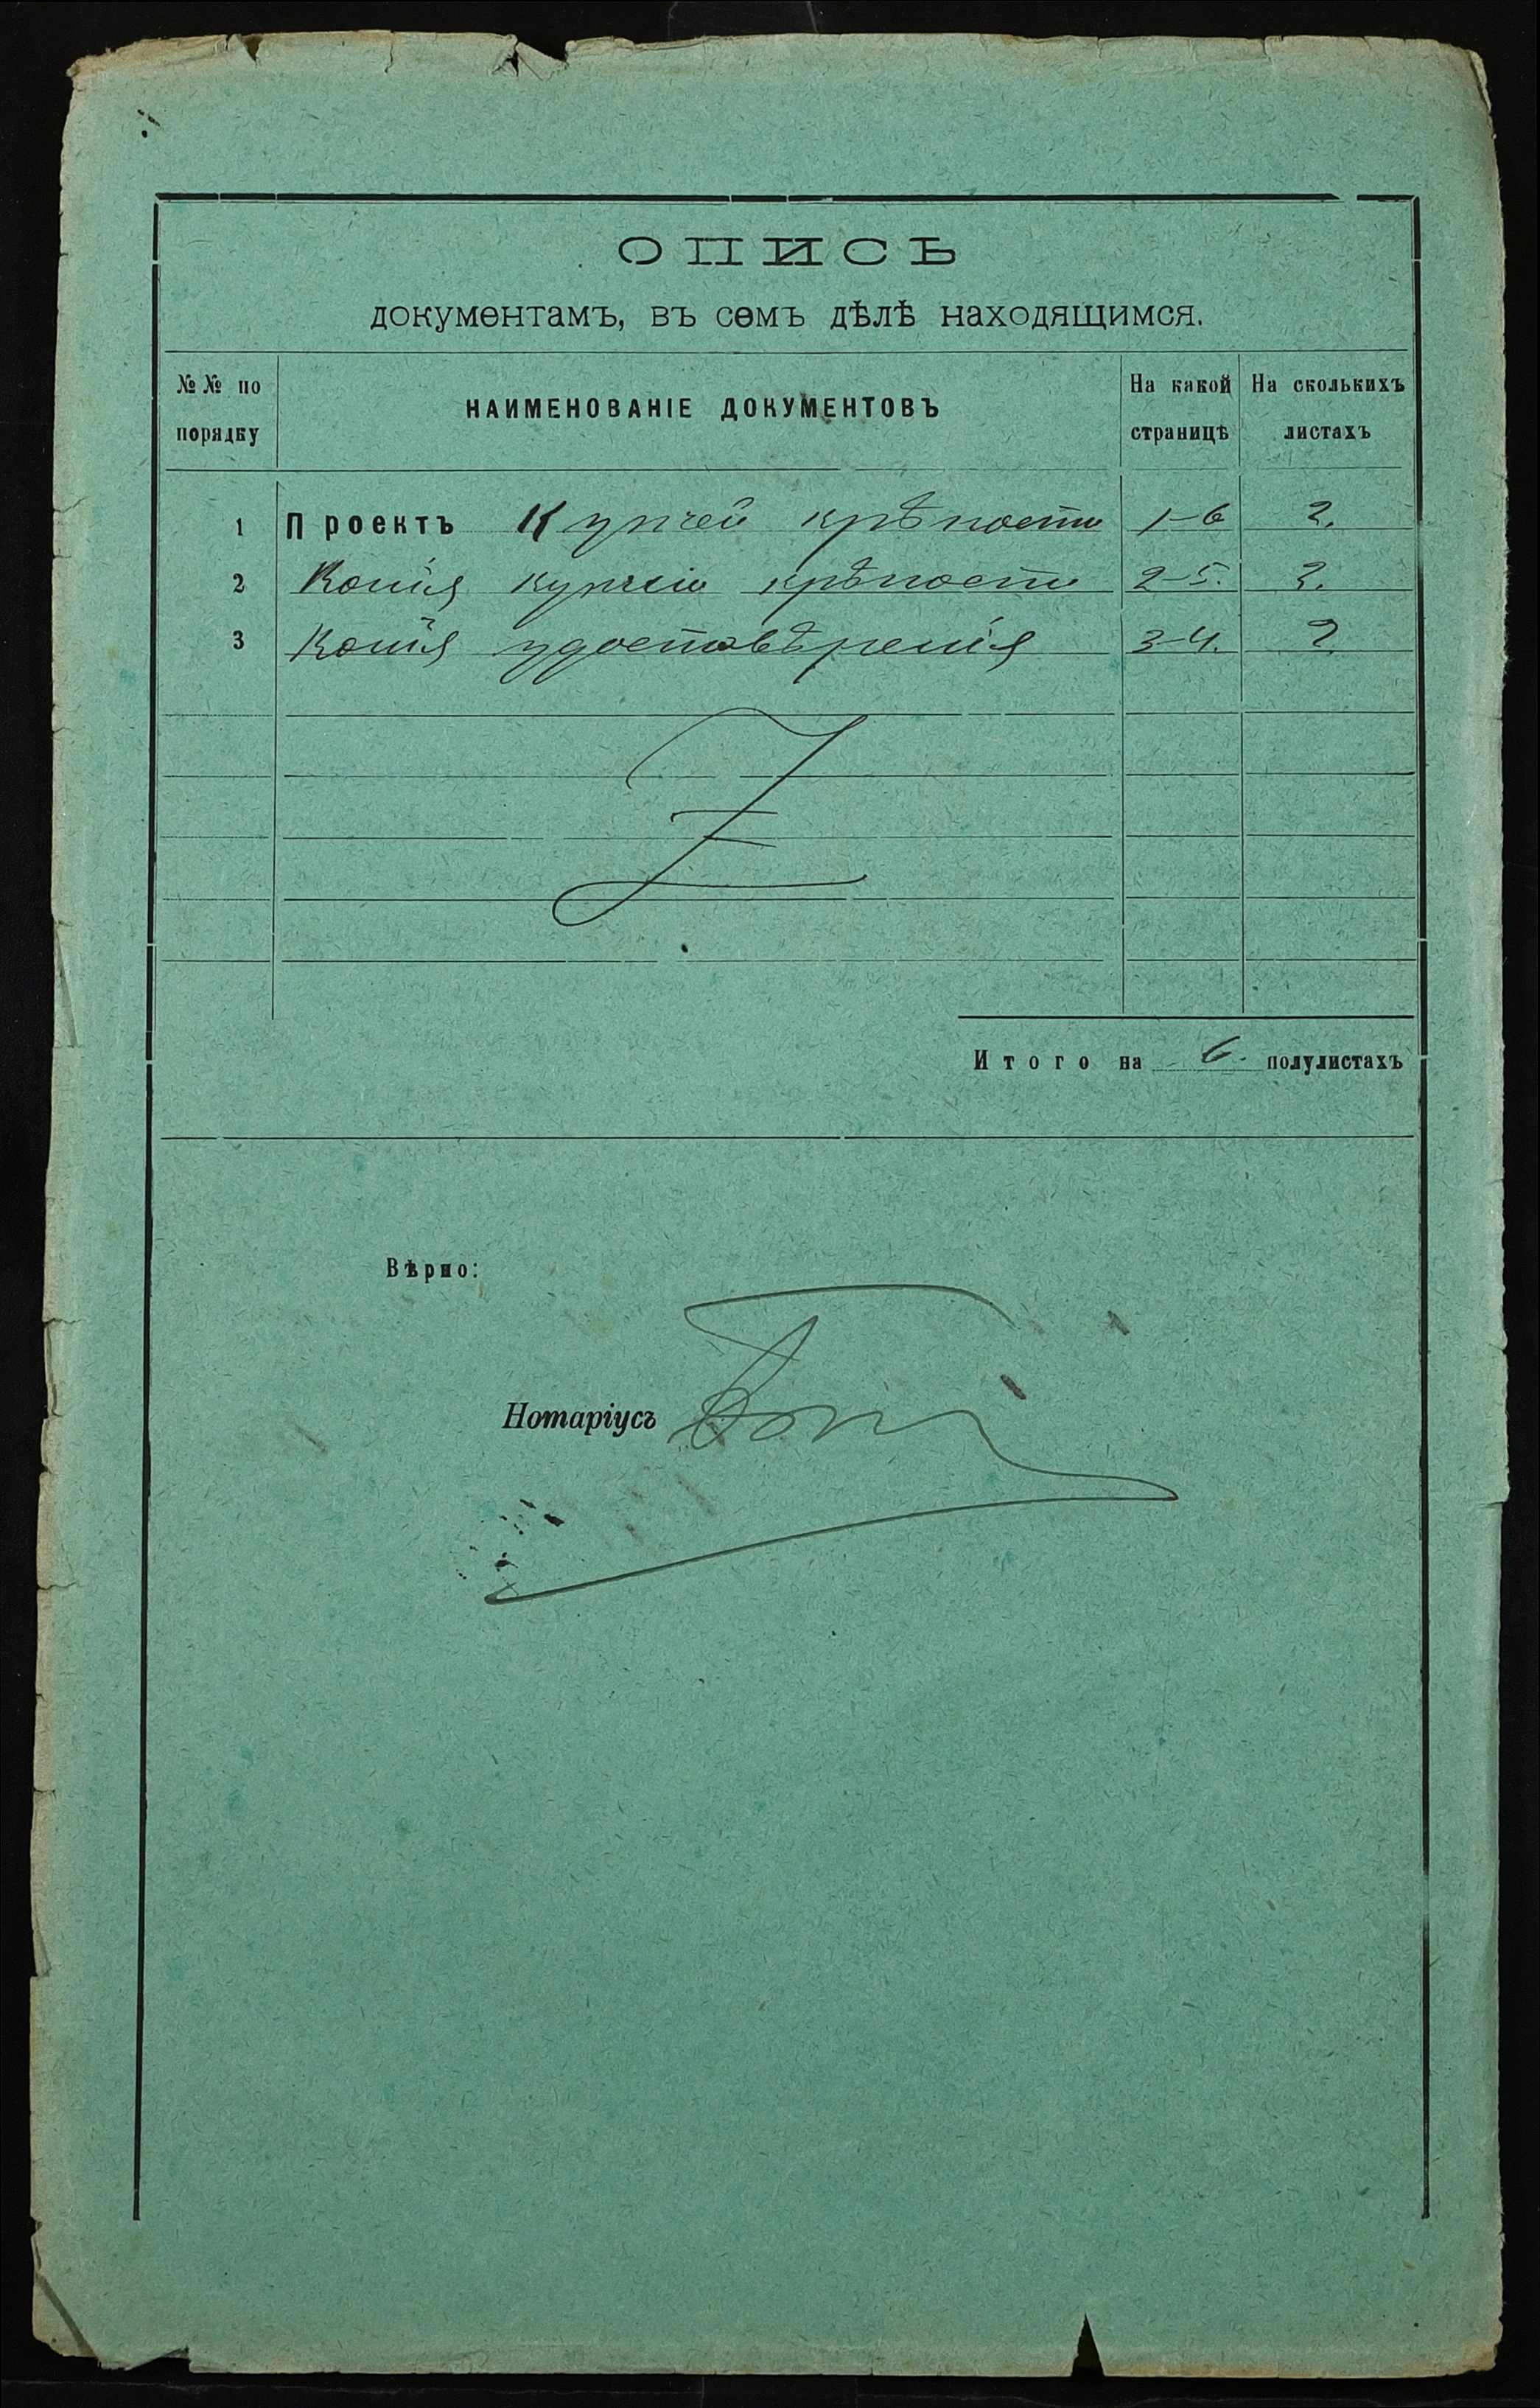 ОПИСЬ
документамъ, въ семъ дѣлѣ находящимся.
№№ по порядку НАИМЕНОВАНІЕ ДОКУМЕНТОВЪ На какой страницѣ На сколькихъ листахъ
1 Проектъ Купчей крѣпости 1-6 2.
2 Копія купчей крѣпости 2-5. 2.
3 Копія удостовѣренія 3-4. 2
Итого на 6. полулистахъ
Вѣрно:
Нотаріусъ